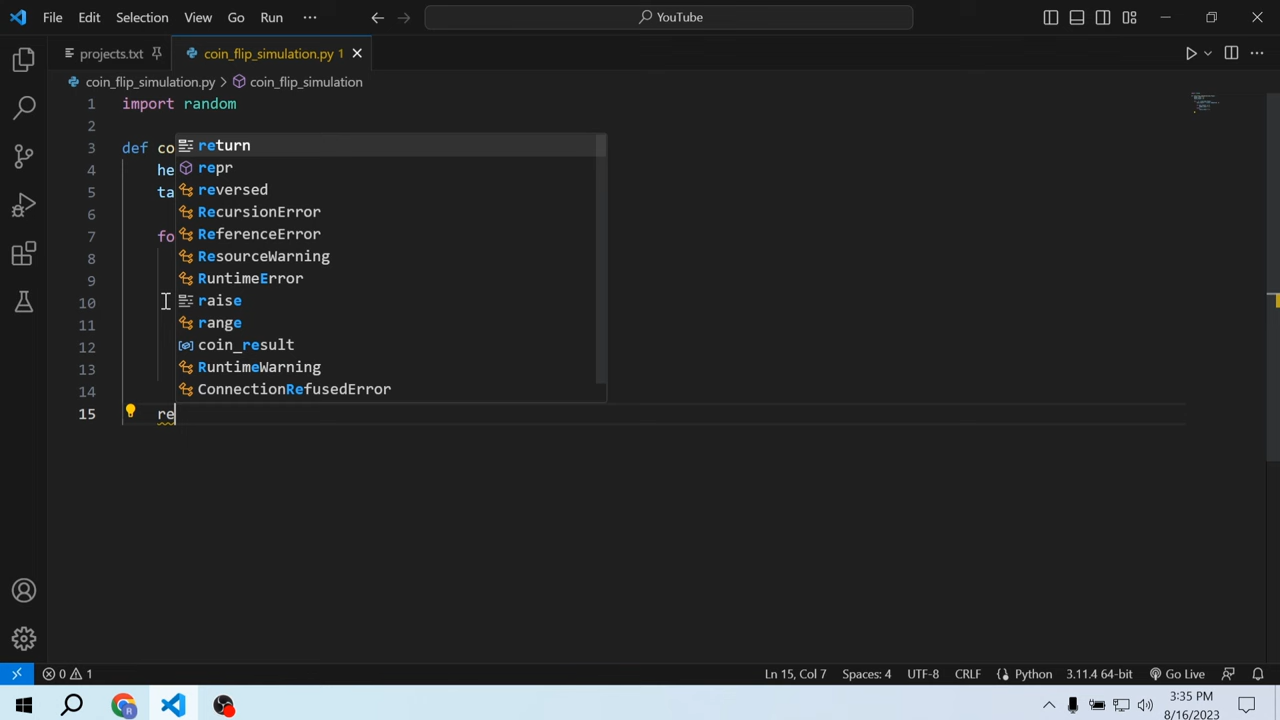 File Edit Selection View Go Run ··· YouTube
projects.txt coin_flip_simulation.py 1
coin_flip_simulation.py > coin_flip_simulation
1 import random
2
3 def co
4 he
5 ta
6
7 fo
8
9
10
11
12
13
14
15 re
return
repr
reversed
RecursionError
ReferenceError
ResourceWarning
RuntimeError
raise
range
coin_result
RuntimeWarning
ConnectionRefusedError
0 1 Ln 15, Col 7 Spaces: 4 UTF-8 CRLF Python 3.11.4 64-bit Go Live
R 3:35 PM
8/16/2023